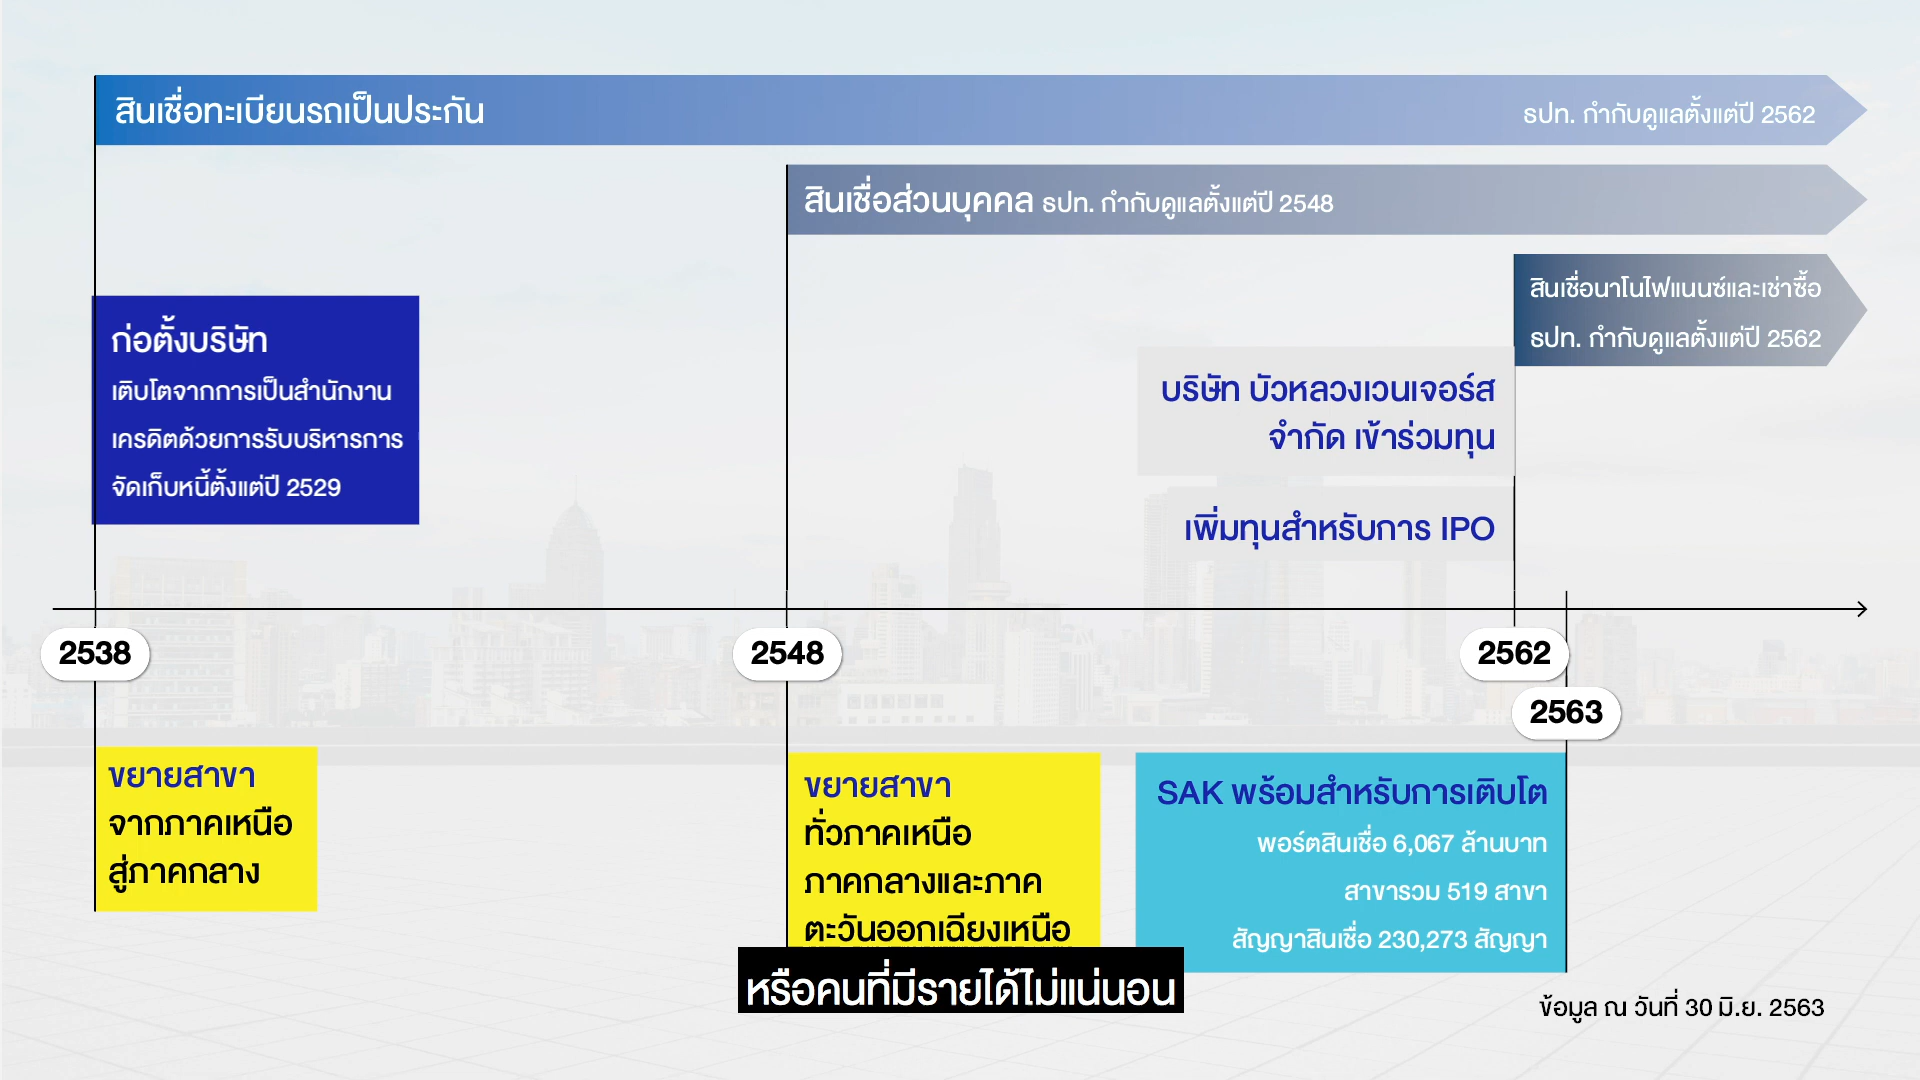 สินเชื่อทะเบียนรถเป็นประกัน
ธปท. กำกับดูแลตั้งแต่ปี 2562
สินเชื่อส่วนบุคคล ธปท. กำกับดูแลตั้งแต่ปี 2548
สินเชื่อนาโนไฟแนนซ์และเช่าซื้อ
ธปท. กำกับดูแลตั้งแต่ปี 2562
ก่อตั้งบริษัท
เติบโตจากการเป็นสำนักงาน
เครดิตด้วยการรับบริหารการ
จัดเก็บหนี้ตั้งแต่ปี 2529
บริษัท บัวหลวงเวนเจอร์ส
จำกัด เข้าร่วมทุน
เพิ่มทุนสำหรับการ IPO
2538
2548
2562
2563
ขยายสาขา
จากภาคเหนือ
สู่ภาคกลาง
ขยายสาขา
ทั่วภาคเหนือ
ภาคกลางและภาค
ตะวันออกเฉียงเหนือ
SAK พร้อมสำหรับการเติบโต
พอร์ตสินเชื่อ 6,067 ล้านบาท
สาขารวม 519 สาขา
สัญญาสินเชื่อ 230,273 สัญญา
หรือคนที่มีรายได้ไม่แน่นอน
ข้อมูล ณ วันที่ 30 มิ.ย. 2563